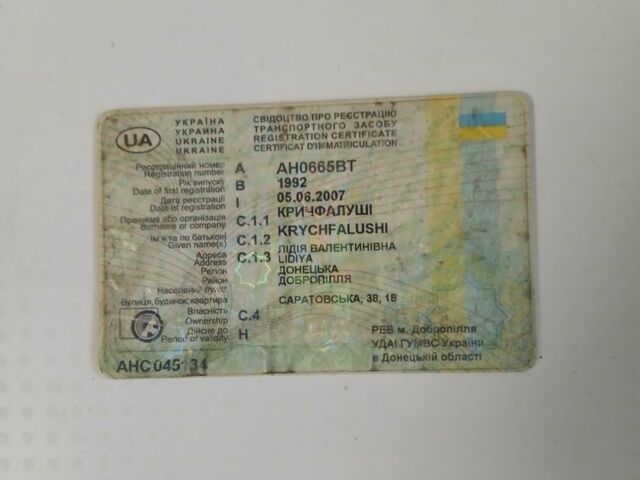 УКРАЇНА
УКРАИНА
UKRAINE
UKRAINE
СВІДОЦТВО ПРО РЕЄСТРАЦІЮ
ТРАНСПОРТНОГО ЗАСОБУ
REGISTRATION CERTIFICATE
CERTIFICAT D'IMMATRICULATION
UA
Реєстраційний номер
Registration number A АН0665ВТ
Рік випуску B 1992
Date of first registration
Дата реєстрації I 05.06.2007
Date of registration
Прізвище або організація C.1.1 КРИЧФАЛУШІ
Surname or company KRYCHFALUSHI
Ім'я та по батькові C.1.2 ЛІДІЯ ВАЛЕНТИНІВНА
Given name(s) LIDIYA
Адреса C.1.3
Address
Регіон ДОНЕЦЬКА
Район ДОБРОПІЛЛЯ
Населений пункт
Вулиця, будинок, квартира САРАТОВСЬКА, 38, 18
Власність C.4
Ownership
Дійсне до H
Period of validity
РЕВ м. Добропілля
УДАІ ГУМВС України
в Донецькій області
АНС 045134